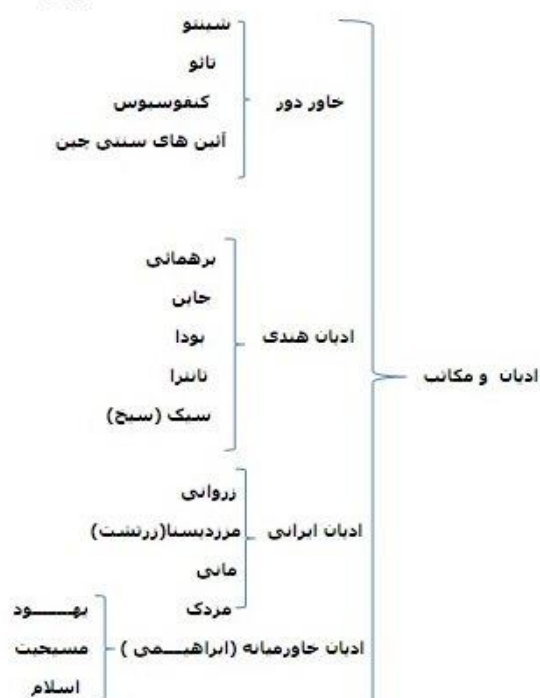 ادیان و مکاتب
خاور دور
شینتو
تائو
کنفوسیوس
آئین های سنتی چین
ادیان هندی
برهمائی
جاین
بودا
تانترا
سیک (سیخ)
ادیان ایرانی
زروانی
مزدیسنا(زرتشت)
مانی
مزدک
ادیان خاورمیانه (ابراهیمی )
یهود
مسیحیت
اسلام